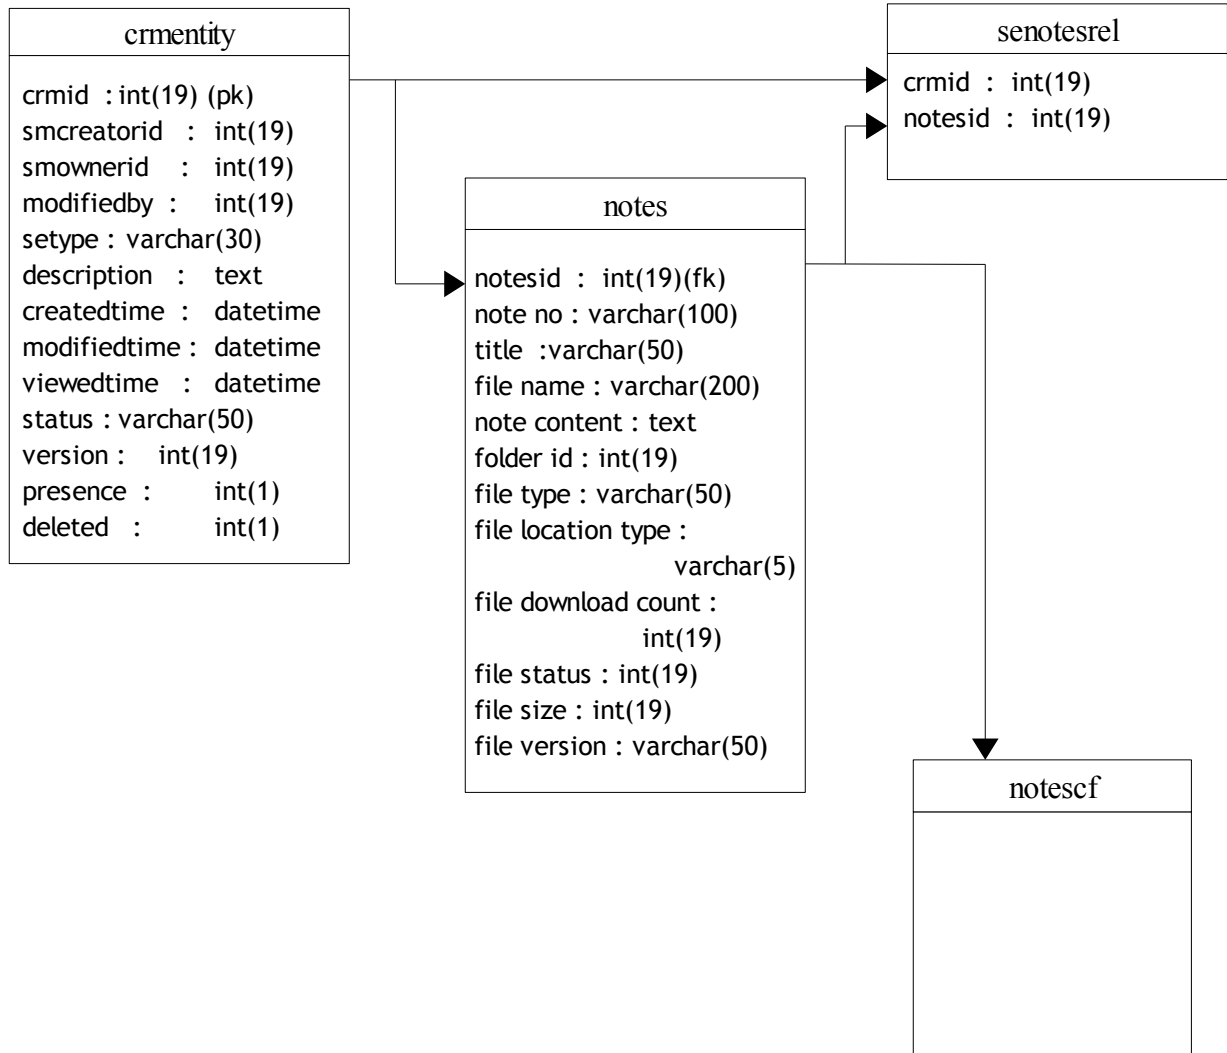 crmentity
crmid : int(19) (pk)
smcreatorid : int(19)
smownerid : int(19)
modifiedby : int(19)
setype : varchar(30)
description : text
createdtime : datetime
modifiedtime : datetime
viewedtime : datetime
status : varchar(50)
version : int(19)
presence : int(1)
deleted : int(1)
notes
notesid : int(19)(fk)
note no : varchar(100)
title :varchar(50)
file name : varchar(200)
note content : text
folder id : int(19)
file type : varchar(50)
file location type :
varchar(5)
file download count :
int(19)
file status : int(19)
file size : int(19)
file version : varchar(50)
senotesrel
crmid : int(19)
notesid : int(19)
notescf